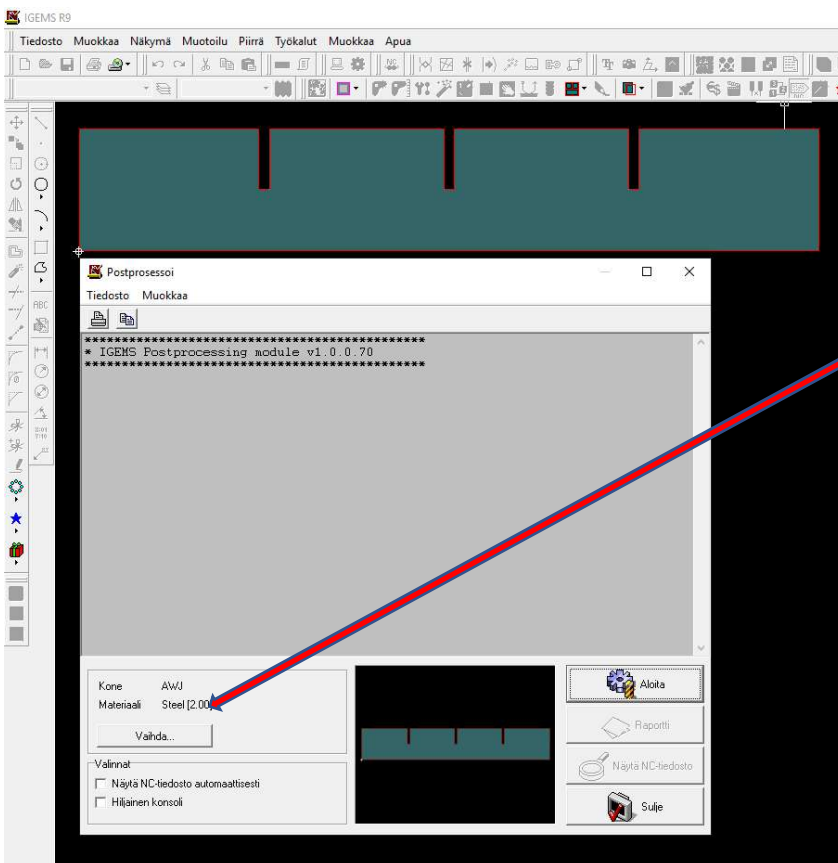 IGEMS R9
Tiedosto Muokkaa Näkymä Muotoilu Piirrä Työkalut Muokkaa Apua
NC
ABC
Postprosessoi
Tiedosto Muokkaa
*****************************************
* IGEMS Postprocessing module v1.0.0.70
*****************************************
Kone AWJ
Materiaali Steel [2.00]
Vaihda...
Valinnat
Näytä NC-tiedosto automaattisesti
Hiljainen konsoli
Aloita
Raportti
Näytä NC-tiedosto
Sulje